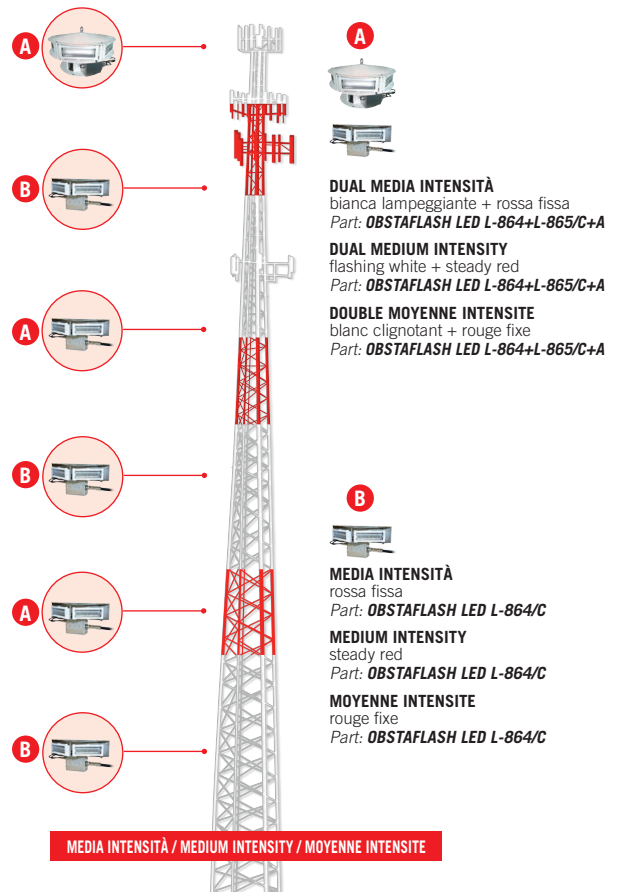 A
B
A
B
A
B
A
DUAL MEDIA INTENSITÀ
bianca lampeggiante + rossa fissa
Part: OBSTAFLASH LED L-864+L-865/C+A
DUAL MEDIUM INTENSITY
flashing white + steady red
Part: OBSTAFLASH LED L-864+L-865/C+A
DOUBLE MOYENNE INTENSITE
blanc clignotant + rouge fixe
Part: OBSTAFLASH LED L-864+L-865/C+A
B
MEDIA INTENSITÀ
rossa fissa
Part: OBSTAFLASH LED L-864/C
MEDIUM INTENSITY
steady red
Part: OBSTAFLASH LED L-864/C
MOYENNE INTENSITE
rouge fixe
Part: OBSTAFLASH LED L-864/C
MEDIA INTENSITÀ / MEDIUM INTENSITY / MOYENNE INTENSITE